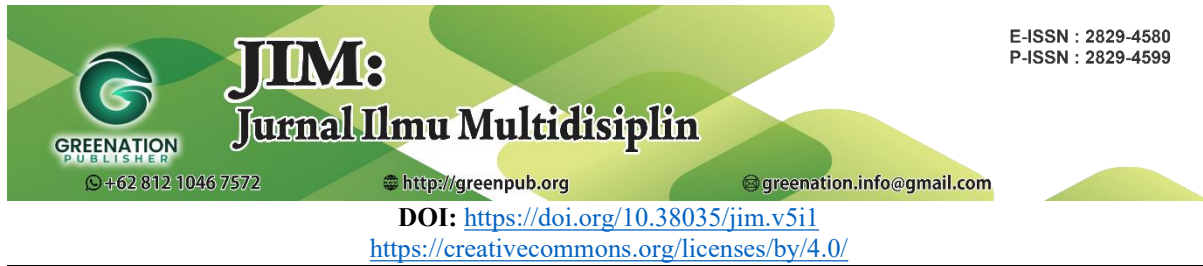 E-ISSN : 2829-4580
P-ISSN : 2829-4599
JIM:
Jurnal Ilmu Multidisiplin
GREENATION
PUBLISHER
+62 812 1046 7572 http://greenpub.org greenation.info@gmail.com
DOI: https://doi.org/10.38035/jim.v5i1
https://creativecommons.org/licenses/by/4.0/